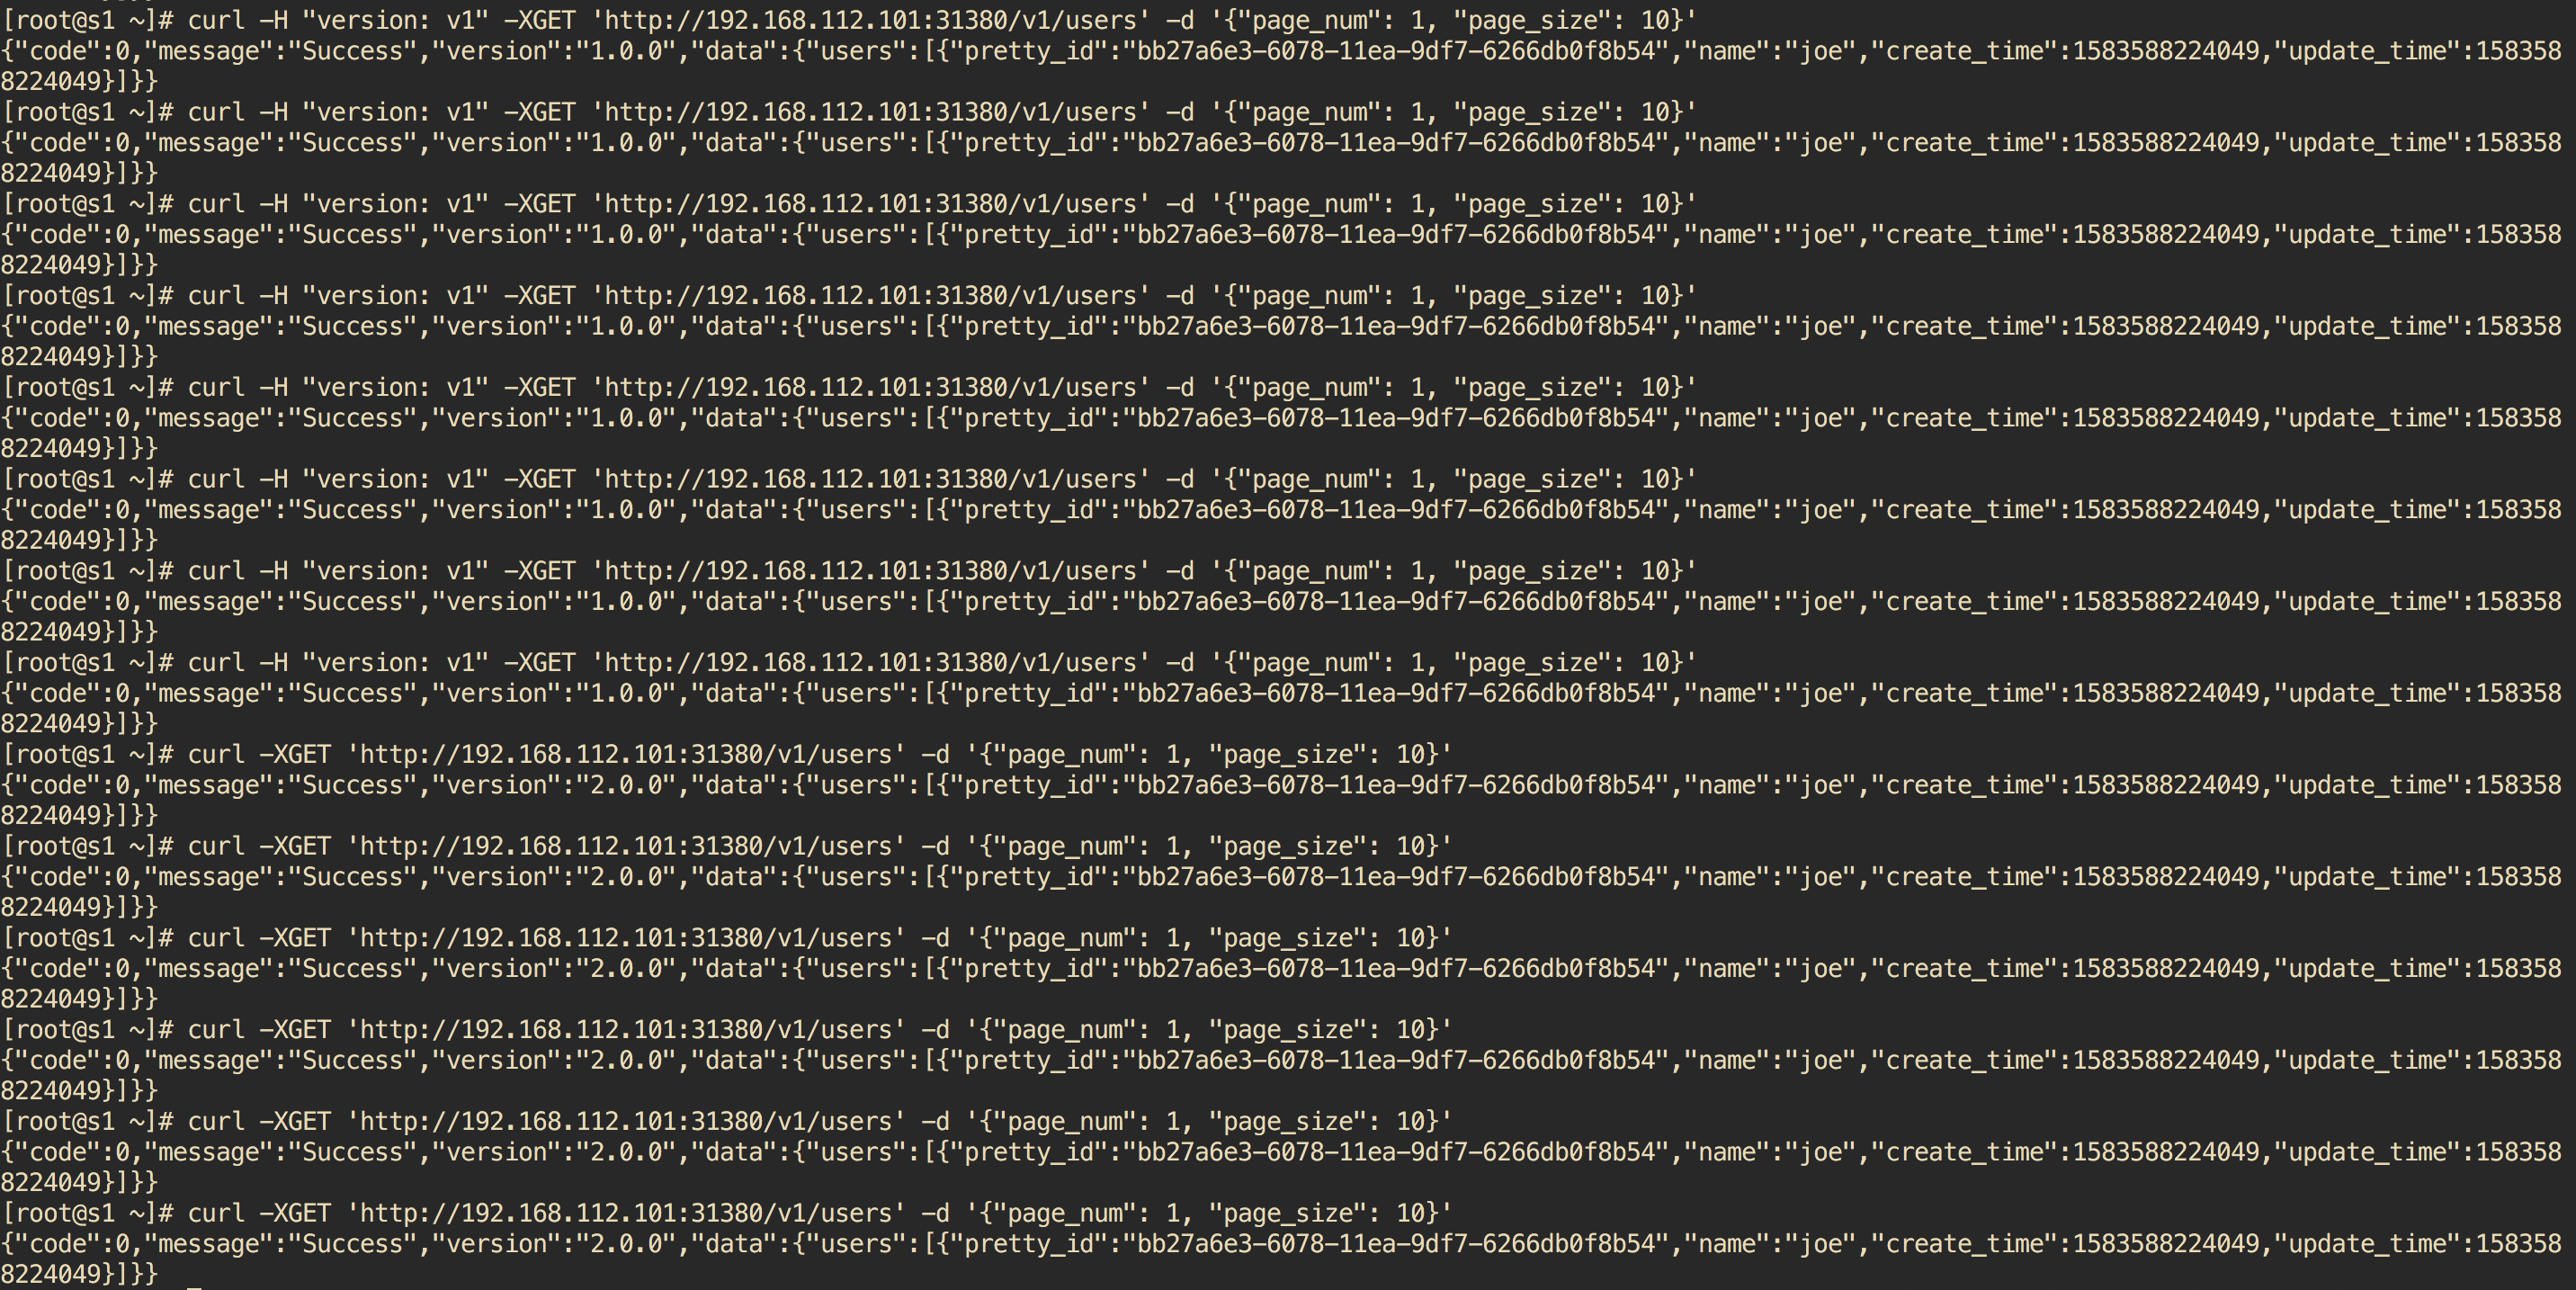 [root@s1 ~]# curl -H "version: v1" -XGET 'http://192.168.112.101:31380/v1/users' -d '{"page_num": 1, "page_size": 10}'
{"code":0,"message":"Success","version":"1.0.0","data":{"users":[{"pretty_id":"bb27a6e3-6078-11ea-9df7-6266db0f8b54","name":"joe","create_time":1583588224049,"update_time":158358
8224049}]}}
[root@s1 ~]# curl -H "version: v1" -XGET 'http://192.168.112.101:31380/v1/users' -d '{"page_num": 1, "page_size": 10}'
{"code":0,"message":"Success","version":"1.0.0","data":{"users":[{"pretty_id":"bb27a6e3-6078-11ea-9df7-6266db0f8b54","name":"joe","create_time":1583588224049,"update_time":158358
8224049}]}}
[root@s1 ~]# curl -H "version: v1" -XGET 'http://192.168.112.101:31380/v1/users' -d '{"page_num": 1, "page_size": 10}'
{"code":0,"message":"Success","version":"1.0.0","data":{"users":[{"pretty_id":"bb27a6e3-6078-11ea-9df7-6266db0f8b54","name":"joe","create_time":1583588224049,"update_time":158358
8224049}]}}
[root@s1 ~]# curl -H "version: v1" -XGET 'http://192.168.112.101:31380/v1/users' -d '{"page_num": 1, "page_size": 10}'
{"code":0,"message":"Success","version":"1.0.0","data":{"users":[{"pretty_id":"bb27a6e3-6078-11ea-9df7-6266db0f8b54","name":"joe","create_time":1583588224049,"update_time":158358
8224049}]}}
[root@s1 ~]# curl -H "version: v1" -XGET 'http://192.168.112.101:31380/v1/users' -d '{"page_num": 1, "page_size": 10}'
{"code":0,"message":"Success","version":"1.0.0","data":{"users":[{"pretty_id":"bb27a6e3-6078-11ea-9df7-6266db0f8b54","name":"joe","create_time":1583588224049,"update_time":158358
8224049}]}}
[root@s1 ~]# curl -H "version: v1" -XGET 'http://192.168.112.101:31380/v1/users' -d '{"page_num": 1, "page_size": 10}'
{"code":0,"message":"Success","version":"1.0.0","data":{"users":[{"pretty_id":"bb27a6e3-6078-11ea-9df7-6266db0f8b54","name":"joe","create_time":1583588224049,"update_time":158358
8224049}]}}
[root@s1 ~]# curl -H "version: v1" -XGET 'http://192.168.112.101:31380/v1/users' -d '{"page_num": 1, "page_size": 10}'
{"code":0,"message":"Success","version":"1.0.0","data":{"users":[{"pretty_id":"bb27a6e3-6078-11ea-9df7-6266db0f8b54","name":"joe","create_time":1583588224049,"update_time":158358
8224049}]}}
[root@s1 ~]# curl -H "version: v1" -XGET 'http://192.168.112.101:31380/v1/users' -d '{"page_num": 1, "page_size": 10}'
{"code":0,"message":"Success","version":"1.0.0","data":{"users":[{"pretty_id":"bb27a6e3-6078-11ea-9df7-6266db0f8b54","name":"joe","create_time":1583588224049,"update_time":158358
8224049}]}}
[root@s1 ~]# curl -XGET 'http://192.168.112.101:31380/v1/users' -d '{"page_num": 1, "page_size": 10}'
{"code":0,"message":"Success","version":"2.0.0","data":{"users":[{"pretty_id":"bb27a6e3-6078-11ea-9df7-6266db0f8b54","name":"joe","create_time":1583588224049,"update_time":158358
8224049}]}}
[root@s1 ~]# curl -XGET 'http://192.168.112.101:31380/v1/users' -d '{"page_num": 1, "page_size": 10}'
{"code":0,"message":"Success","version":"2.0.0","data":{"users":[{"pretty_id":"bb27a6e3-6078-11ea-9df7-6266db0f8b54","name":"joe","create_time":1583588224049,"update_time":158358
8224049}]}}
[root@s1 ~]# curl -XGET 'http://192.168.112.101:31380/v1/users' -d '{"page_num": 1, "page_size": 10}'
{"code":0,"message":"Success","version":"2.0.0","data":{"users":[{"pretty_id":"bb27a6e3-6078-11ea-9df7-6266db0f8b54","name":"joe","create_time":1583588224049,"update_time":158358
8224049}]}}
[root@s1 ~]# curl -XGET 'http://192.168.112.101:31380/v1/users' -d '{"page_num": 1, "page_size": 10}'
{"code":0,"message":"Success","version":"2.0.0","data":{"users":[{"pretty_id":"bb27a6e3-6078-11ea-9df7-6266db0f8b54","name":"joe","create_time":1583588224049,"update_time":158358
8224049}]}}
[root@s1 ~]# curl -XGET 'http://192.168.112.101:31380/v1/users' -d '{"page_num": 1, "page_size": 10}'
{"code":0,"message":"Success","version":"2.0.0","data":{"users":[{"pretty_id":"bb27a6e3-6078-11ea-9df7-6266db0f8b54","name":"joe","create_time":1583588224049,"update_time":158358
8224049}]}}
[root@s1 ~]# curl -XGET 'http://192.168.112.101:31380/v1/users' -d '{"page_num": 1, "page_size": 10}'
{"code":0,"message":"Success","version":"2.0.0","data":{"users":[{"pretty_id":"bb27a6e3-6078-11ea-9df7-6266db0f8b54","name":"joe","create_time":1583588224049,"update_time":158358
8224049}]}}